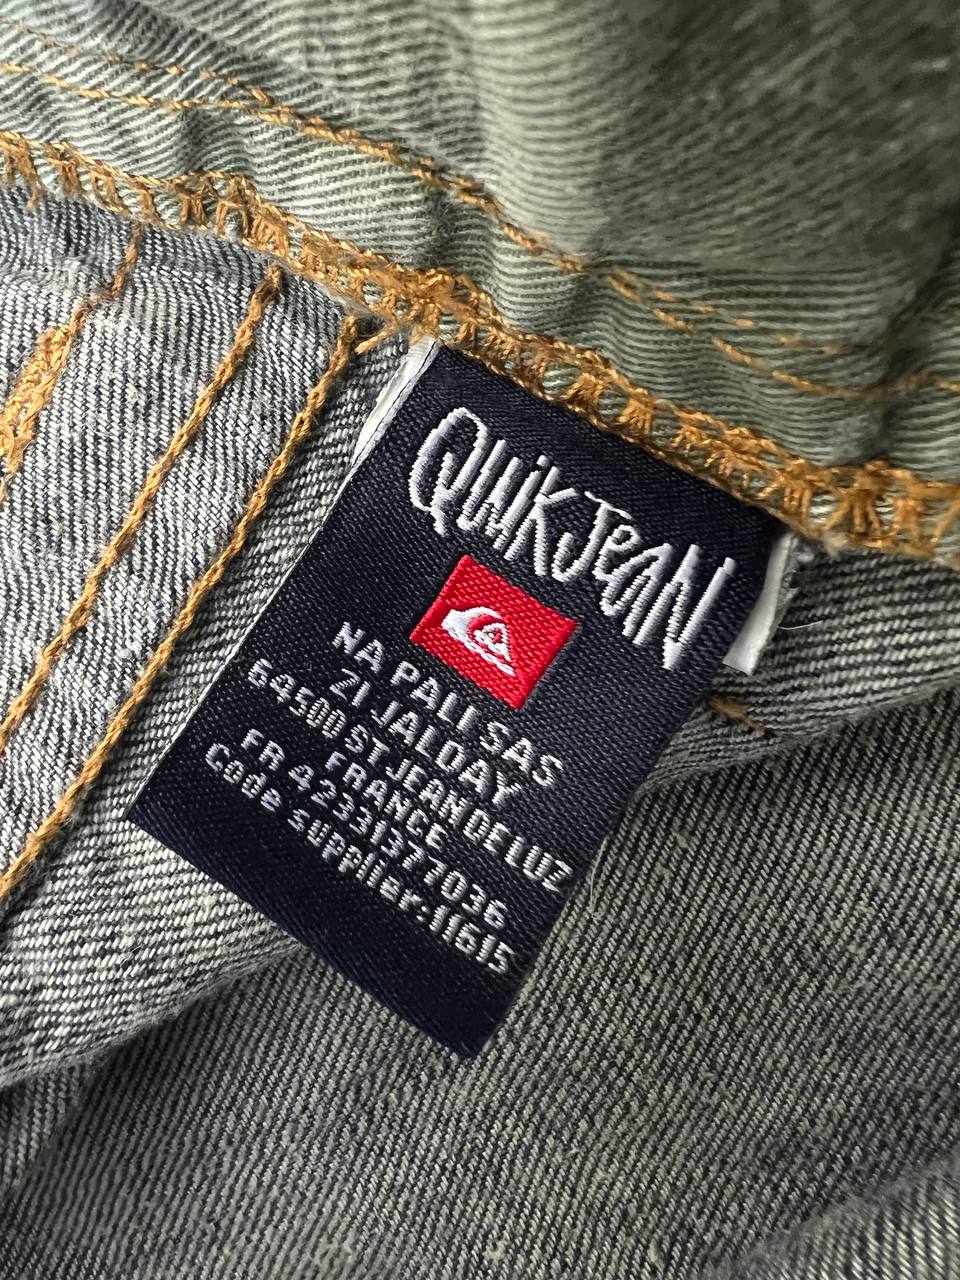 QUIKJEAN
NA PALI SAS
ZI JALDAY
64500 ST JEAN DE LUZ
FRANCE
FR 42331377036
Code supplier:11615